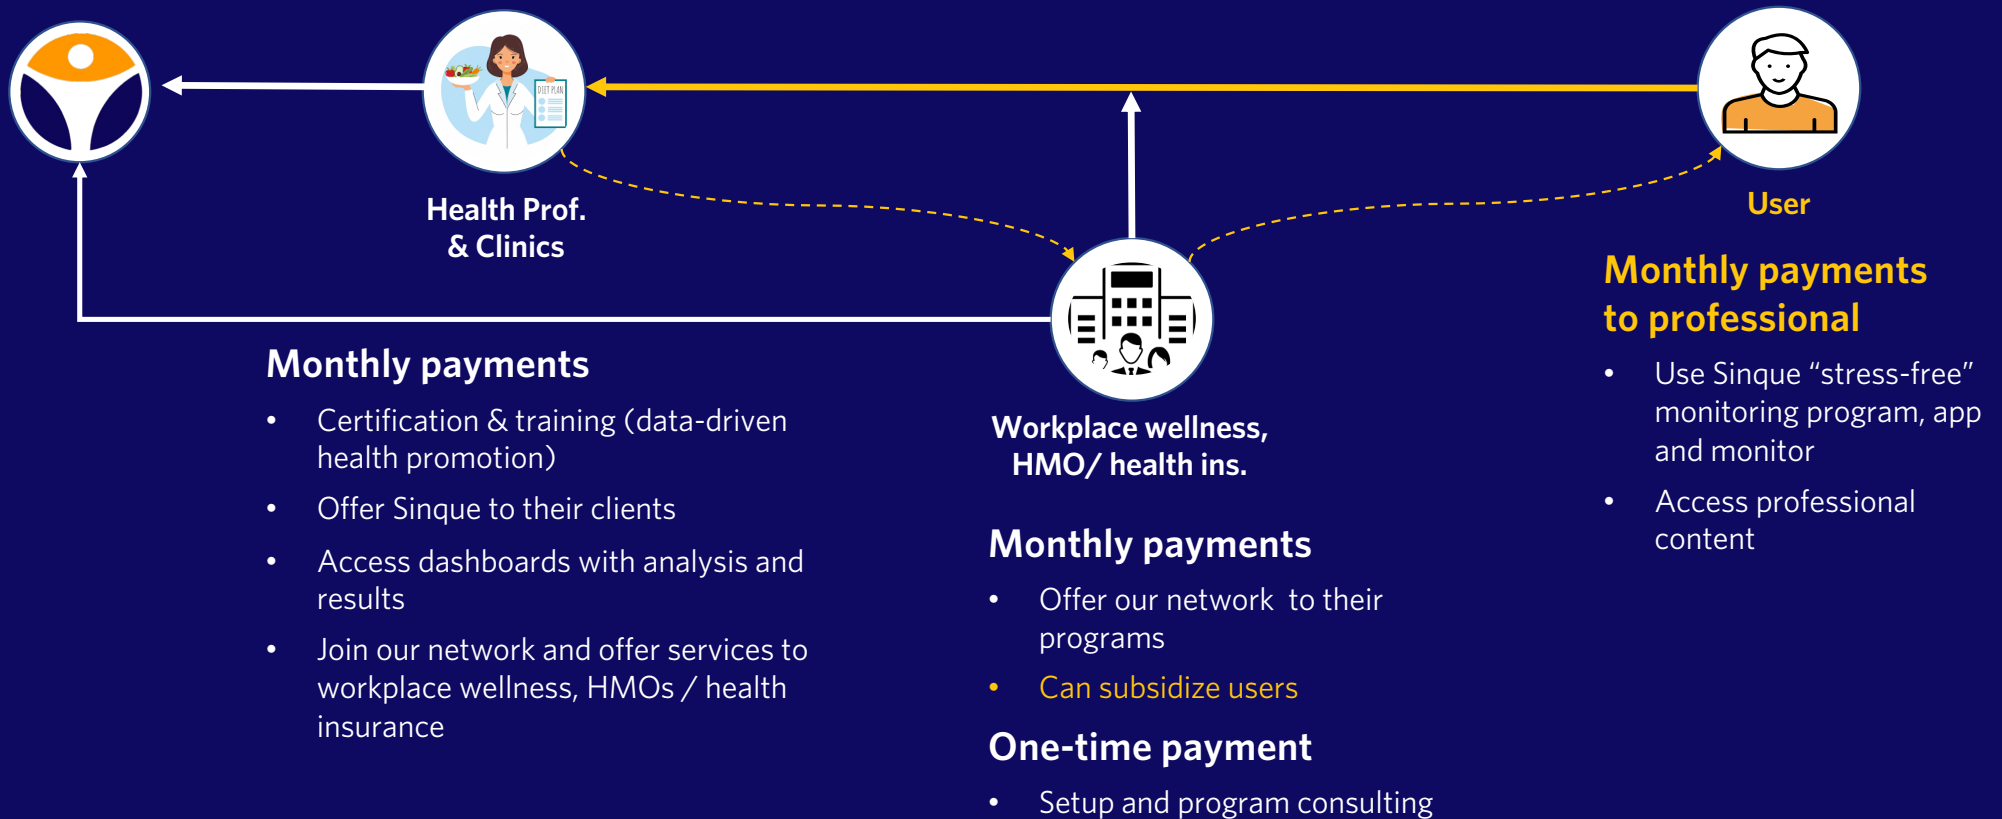 DIET PLAN
Health Prof.
& Clinics
User
Monthly payments
• Certification & training (data-driven
health promotion)
• Offer Sinque to their clients
• Access dashboards with analysis and
results
• Join our network and offer services to
workplace wellness, HMOs / health
insurance
Workplace wellness,
HMO/ health ins.
Monthly payments
• Offer our network to their
programs
• Can subsidize users
One-time payment
• Setup and program consulting
Monthly payments
to professional
• Use Sinque “stress-free”
monitoring program, app
and monitor
• Access professional
content